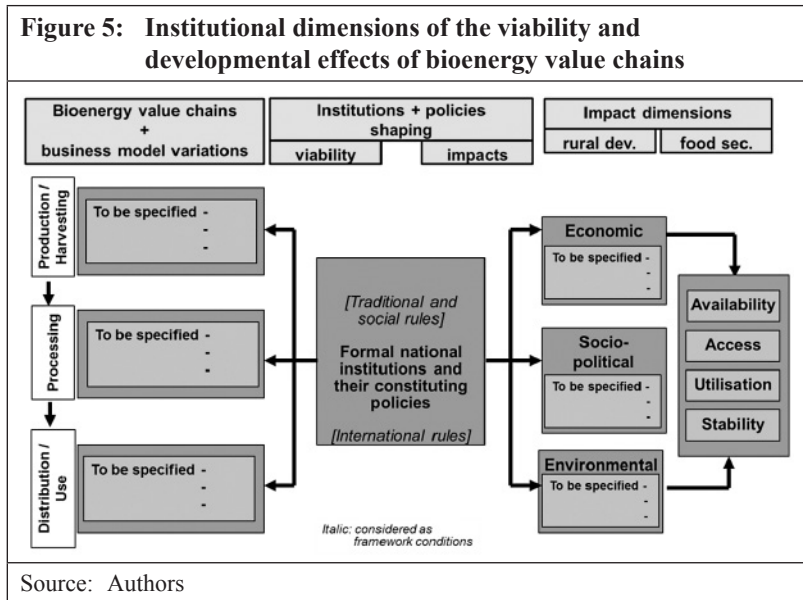 Figure 5: Institutional dimensions of the viability and
developmental effects of bioenergy value chains
Bioenergy value chains
+
business model variations
Institutions + policies
shaping
viability
impacts
Impact dimensions
rural dev.
food sec.
Production /
Harvesting
To be specified -
-
-
Processing
To be specified -
-
-
Distribution /
Use
To be specified -
-
-
[Traditional and
social rules]
Formal national
institutions and
their constituting
policies
[International rules]
Italic: considered as
framework conditions
Economic
To be specified -
-
-
Socio-
political
To be specified -
-
-
Environmental
To be specified -
-
-
Availability
Access
Utilisation
Stability
Source: Authors